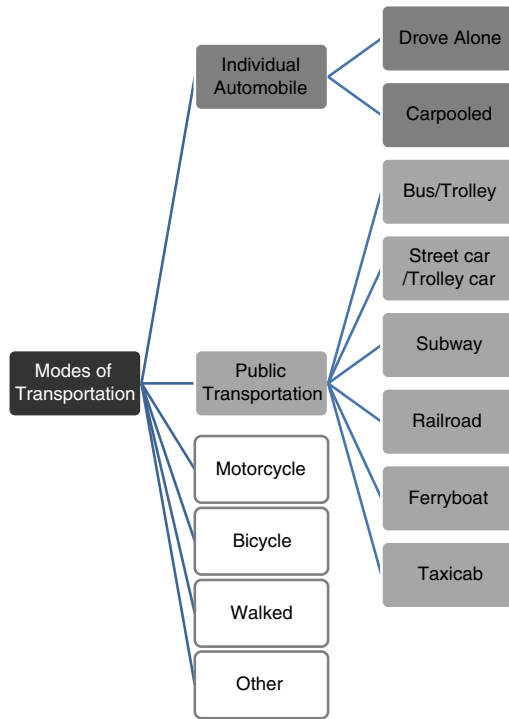 Modes of
Transportation
Individual
Automobile
Drove Alone
Carpooled
Public
Transportation
Bus/Trolley
Street car
/Trolley car
Subway
Railroad
Ferryboat
Taxicab
Motorcycle
Bicycle
Walked
Other